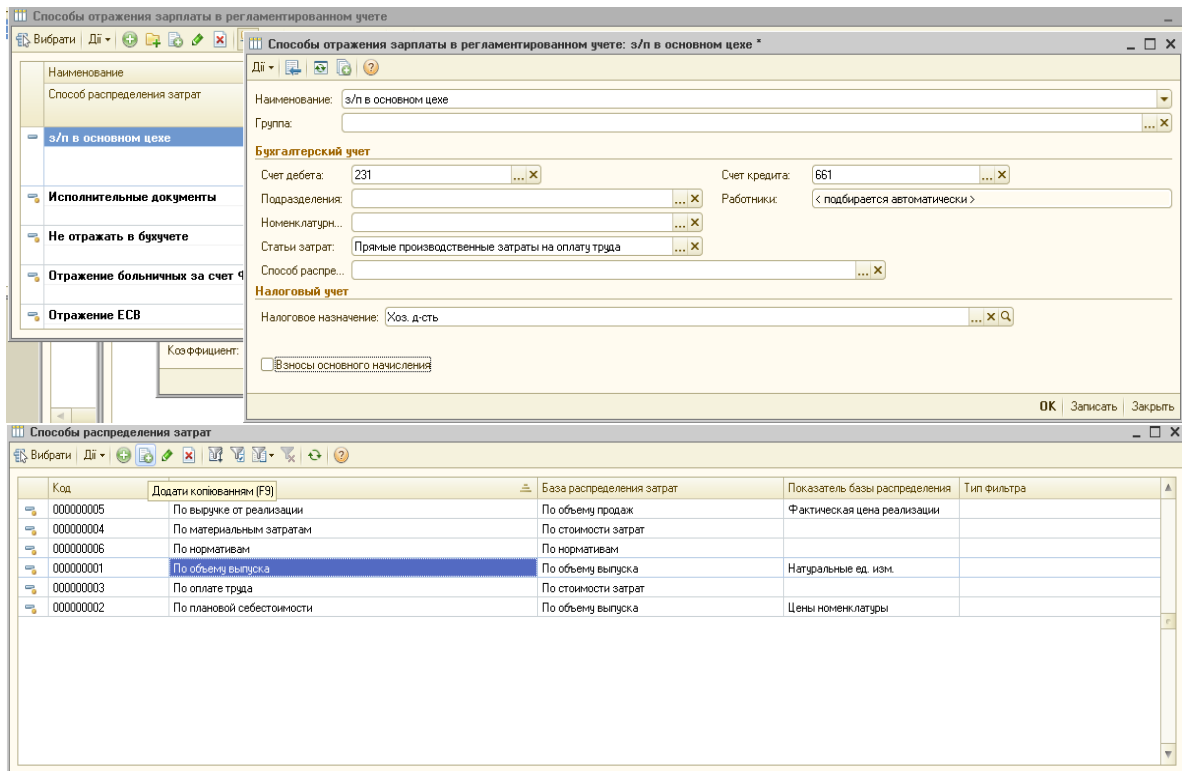 Способы отражения зарплаты в регламентированном учете
Вибрати Дії
Наименование
Способ распределения затрат
з/п в основном цехе
Исполнительные документы
Не отражать в бухучете
Отражение больничных за счет
Отражение ЕСВ
Коэффициент:
Способы отражения зарплаты в регламентированном учете: з/п в основном цехе *
Дії
Наименование: з/п в основном цехе
Группа:
Бухгалтерский учет
Счет дебета: 231 Счет кредита: 661
Подразделения: Работники: < подбирается автоматически >
Номенклатурн...
Статьи затрат: Прямые производственные затраты на оплату труда
Способ распре...
Налоговый учет
Налоговое назначение: Хоз. д-сть
Взносы основного начисления
OK Записать Закрыть
Способы распределения затрат
Вибрати Дії
Код База распределения затрат Показатель базы распределения Тип фильтра
Додати копіюванням (F9)
000000005 По выручке от реализации По объему продаж Фактическая цена реализации
000000004 По материальным затратам По стоимости затрат
000000006 По нормативам По нормативам
000000001 По объему выпуска По объему выпуска Натуральные ед. изм.
000000003 По оплате труда По стоимости затрат
000000002 По плановой себестоимости По объему выпуска Цены номенклатуры